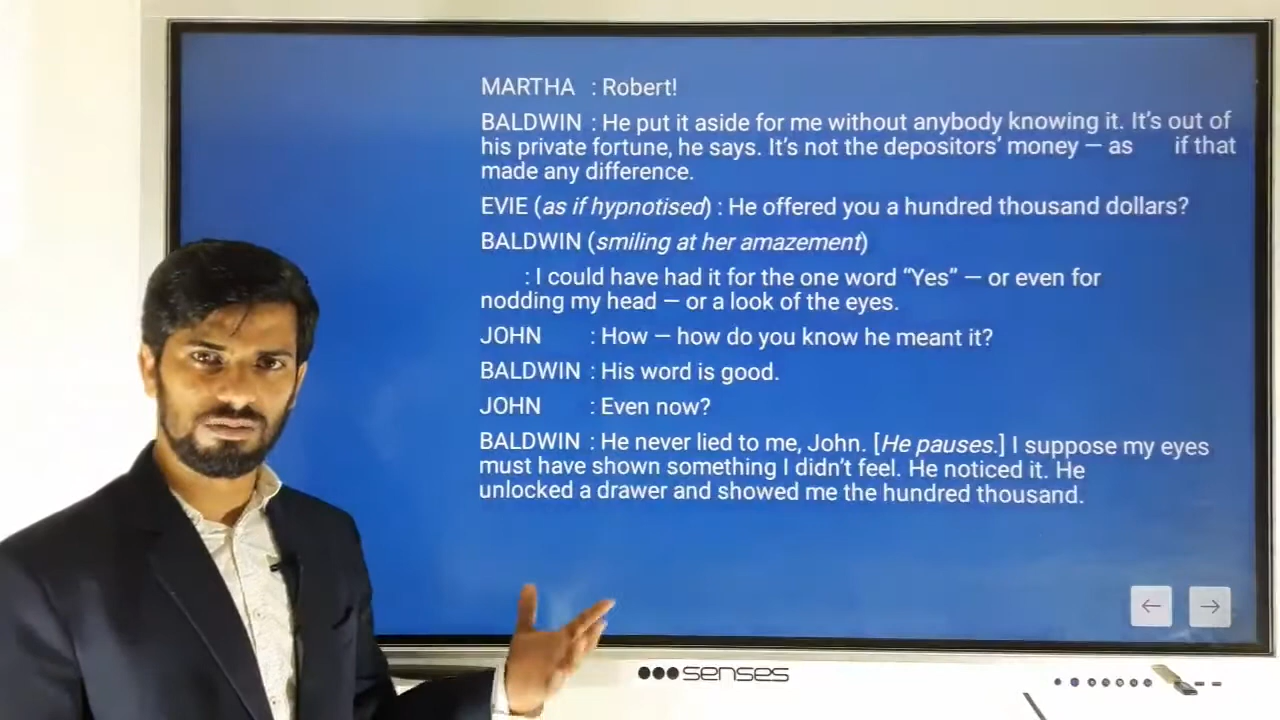 MARTHA : Robert!
BALDWIN : He put it aside for me without anybody knowing it. It's out of
his private fortune, he says. It's not the depositors' money — as if that
made any difference.
EVIE (as if hypnotised) : He offered you a hundred thousand dollars?
BALDWIN (smiling at her amazement)
: I could have had it for the one word “Yes” — or even for
nodding my head — or a look of the eyes.
JOHN : How — how do you know he meant it?
BALDWIN : His word is good.
JOHN : Even now?
BALDWIN : He never lied to me, John. [He pauses.] I suppose my eyes
must have shown something I didn't feel. He noticed it. He
unlocked a drawer and showed me the hundred thousand.
senses